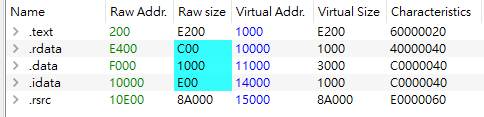 Name Raw Addr. Raw size Virtual Addr. Virtual Size Characteristics
> .text 200 E200 1000 E200 60000020
> .rdata E400 C00 10000 1000 40000040
> .data F000 1000 11000 3000 C0000040
> .idata 10000 E00 14000 1000 C0000040
> .rsrc 10E00 8A000 15000 8A000 E0000060